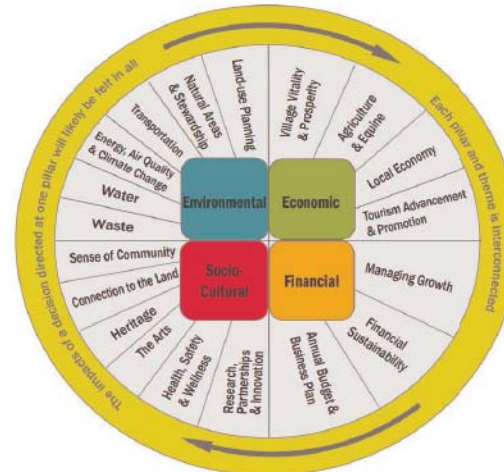 The impacts of a decision directed at one pillar will likely be felt in all
Each pillar and theme is interconnected
Environmental
Land-use Planning
Natural Areas
& Stewardship
Transportation
Energy, Air Quality
& Climate Change
Water
Waste
Economic
Village Vitality
& Prosperity
Agriculture
& Equine
Local Economy
Tourism Advancement
& Promotion
Socio-
Cultural
Sense of Community
Connection to the Land
Heritage
The Arts
Health, Safety
& Wellness
Research,
Partnerships
& Innovation
Financial
Managing Growth
Financial
Sustainability
Annual Budget &
Business Plan